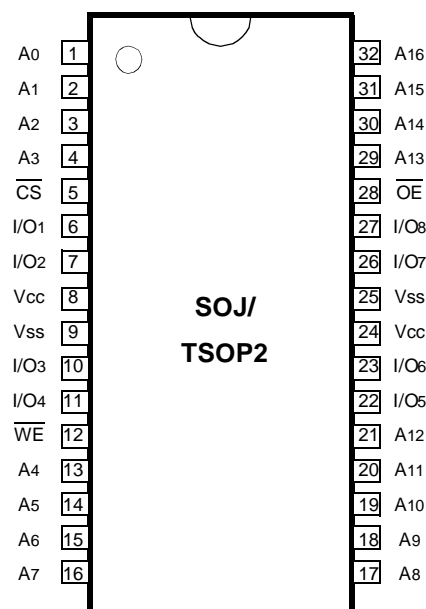 A0 1 32 A16
A1 2 31 A15
A2 3 30 A14
A3 4 29 A13
CS 5 28 OE
I/O1 6 27 I/O8
I/O2 7 26 I/O7
Vcc 8 25 Vss
Vss 9 24 Vcc
SOJ/
TSOP2
I/O3 10 23 I/O6
I/O4 11 22 I/O5
WE 12 21 A12
A4 13 20 A11
A5 14 19 A10
A6 15 18 A9
A7 16 17 A8